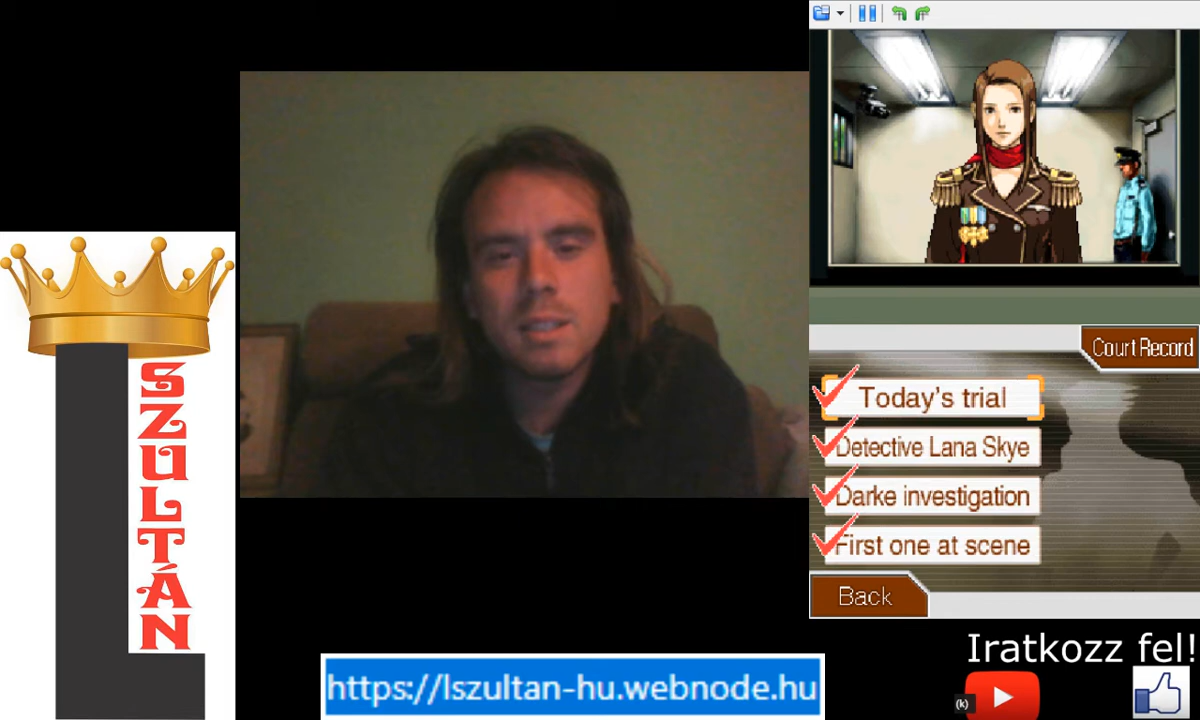 L
SZULTÁN
Court Record
Today's trial
Detective Lana Skye
Darke investigation
First one at scene
Back
https://lszultan-hu.webnode.hu
Iratkozz fel!
(k)